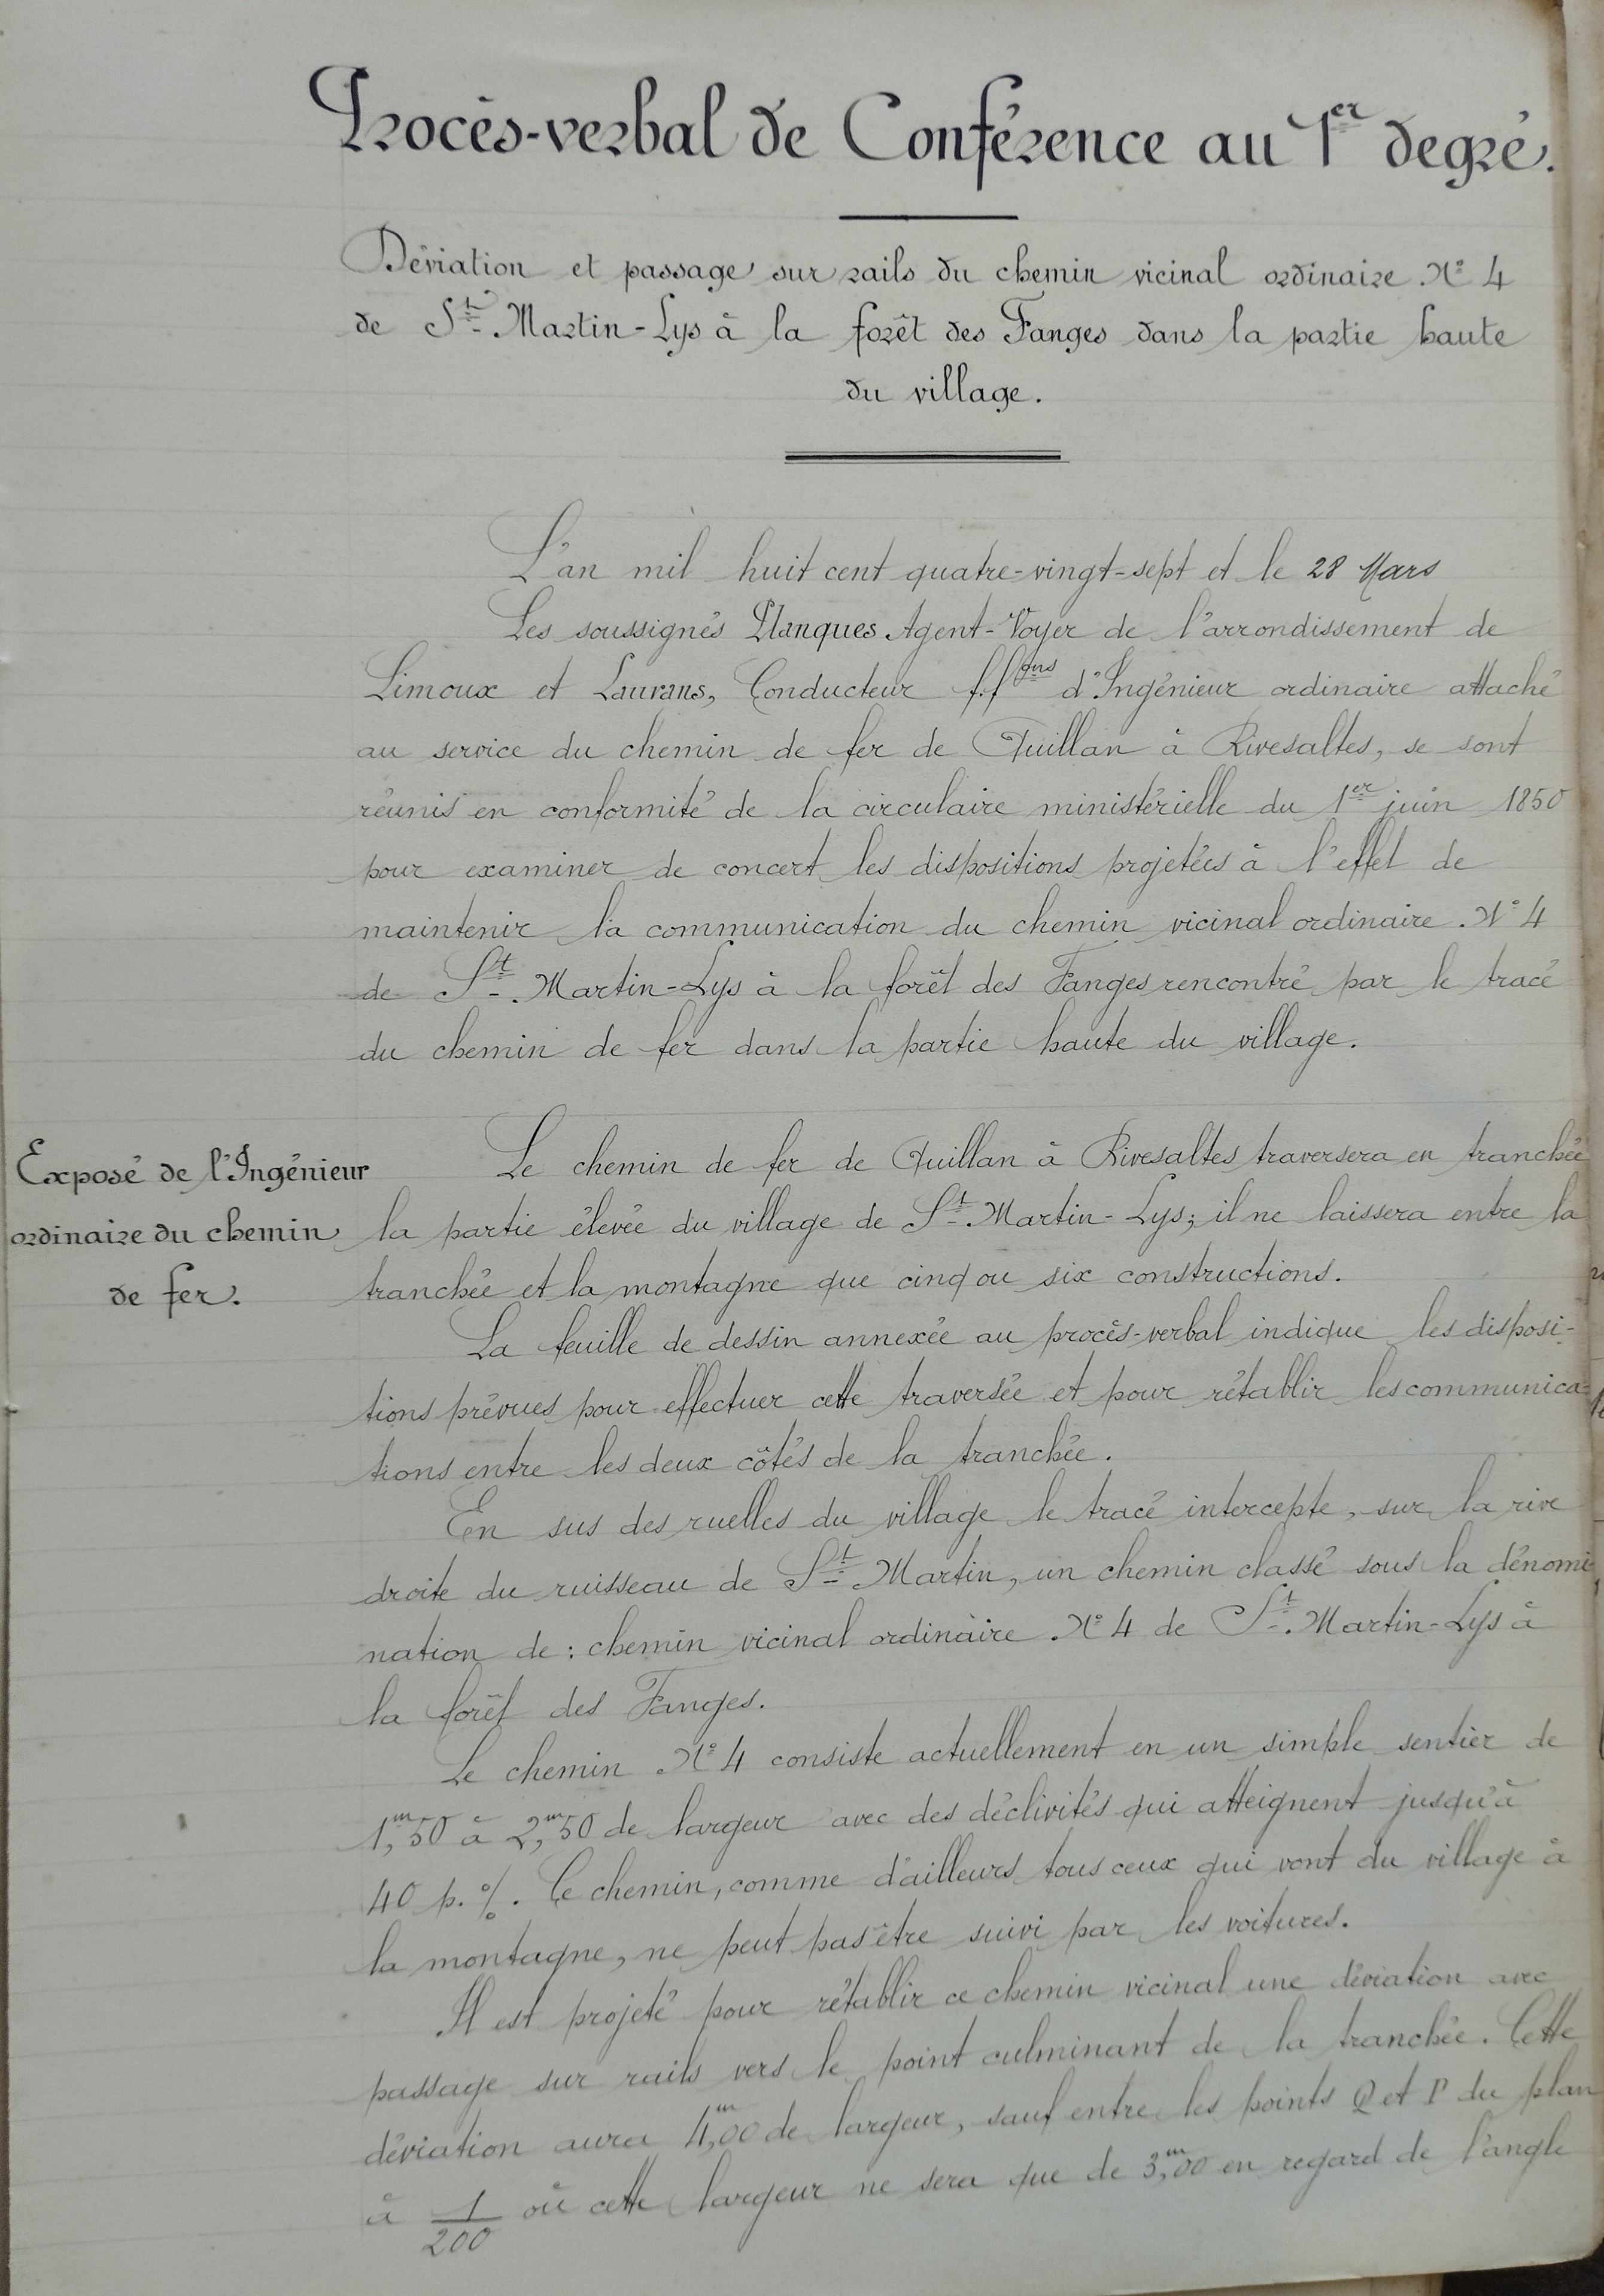 Procès-verbal de Conférence au 1er degré.
Déviation et passage sur rails du chemin vicinal ordinaire N° 4
de St Martin-Lys à la forêt des Fanges dans la partie haute
du village.
L'an mil huit cent quatre-vingt-sept et le 28 Mars
Les soussignés Planques Agent-Voyer de l'arrondissement de
Limoux et Laurans, Conducteur f.fons d'Ingénieur ordinaire attaché
au service du chemin de fer de Quillan à Rivesaltes, se sont
réunis en conformité de la circulaire ministérielle du 1er juin 1850
pour examiner de concert les dispositions projetées à l'effet de
maintenir la communication du chemin vicinal ordinaire N° 4
de St Martin-Lys à la forêt des Fanges rencontré par le tracé
du chemin de fer dans la partie haute du village.
Exposé de l'Ingénieur
ordinaire du chemin
de fer.
Le chemin de fer de Quillan à Rivesaltes traversera en tranchée
la partie élevée du village de St Martin-Lys; il ne laissera entre la
tranchée et la montagne que cinq ou six constructions.
La feuille de dessin annexée au procès-verbal indique les disposi-
tions prévues pour effectuer cette traversée et pour rétablir les communica-
tions entre les deux côtés de la tranchée.
En sus des ruelles du village le tracé intercepte, sur la rive
droite du ruisseau de St Martin, un chemin classé sous la dénomi
nation de : chemin vicinal ordinaire N° 4 de St Martin-Lys à
la forêt des Fanges.
Le chemin N° 4 consiste actuellement en un simple sentier de
1m,50 à 2m,50 de largeur avec des déclivités qui atteignent jusqu'à
40 p. %. Ce chemin, comme d'ailleurs tous ceux qui vont du village à
la montagne, ne peut pas être suivi par les voitures.
Il est projeté pour rétablir ce chemin vicinal une déviation avec
passage sur rails vers le point culminant de la tranchée. Cette
déviation aura 4m,00 de largeur, sauf entre les points Q et P du plan
à 1/200 où cette largeur ne sera que de 3m,00 en regard de l'angle